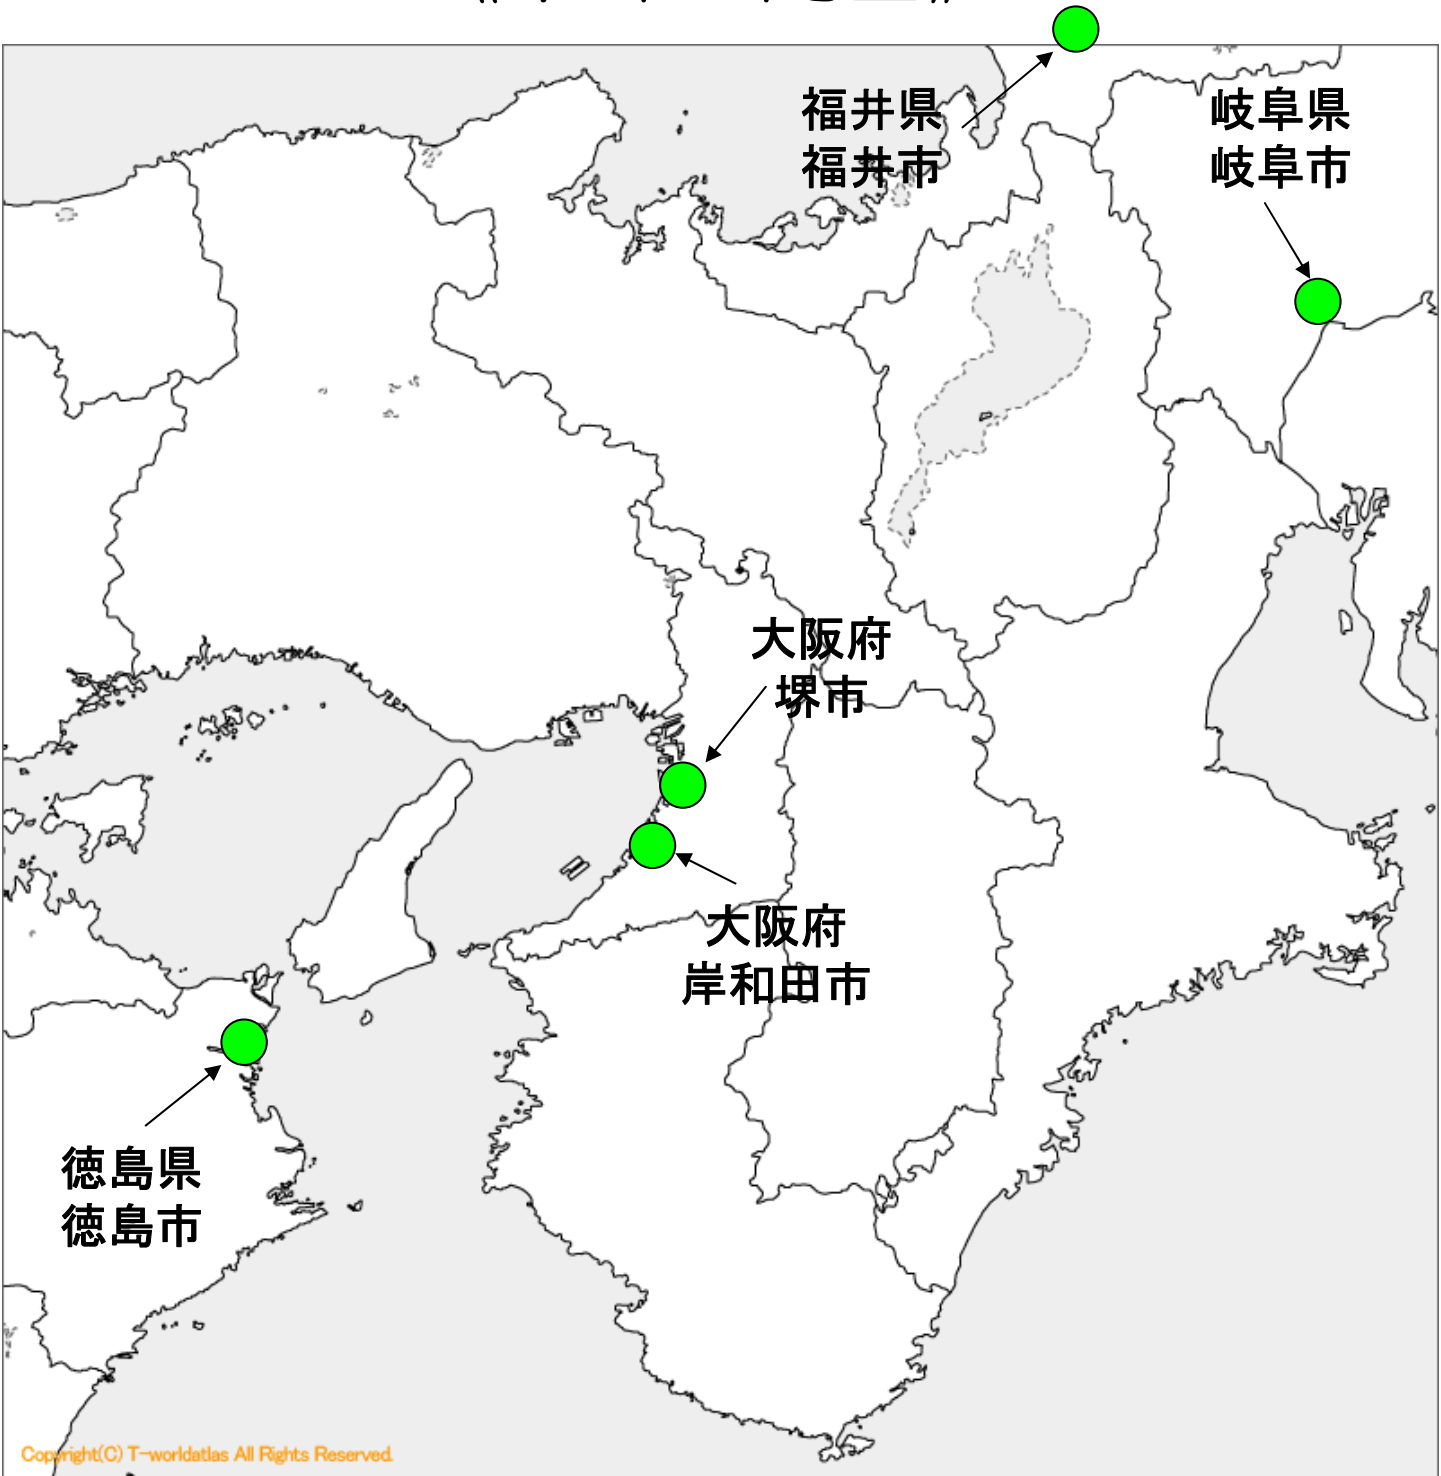 福井県
福井市
岐阜県
岐阜市
大阪府
堺市
大阪府
岸和田市
徳島県
徳島市
Copyright(C) T-worldatlas All Rights Reserved.